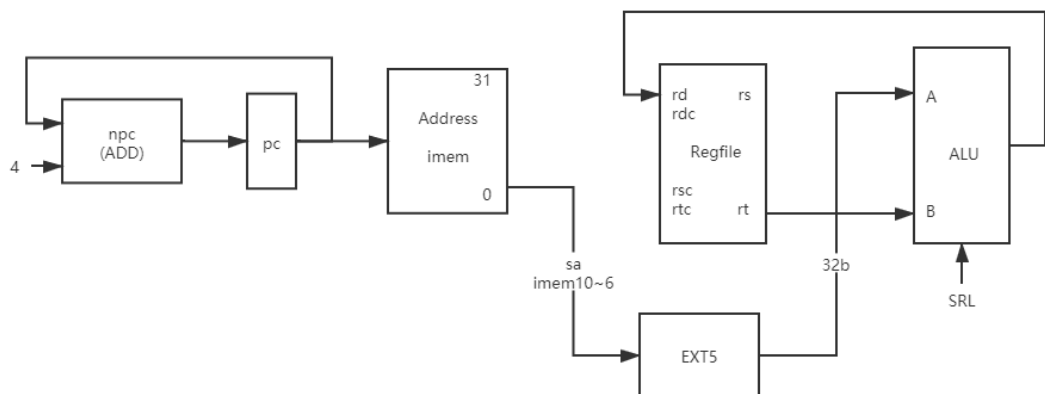 4
npc
(ADD)
pc
31
Address
imem
0
sa
imem10~6
EXT5
rd rs
rdc
Regfile
rsc
rtc rt
32b
A
ALU
B
SRL